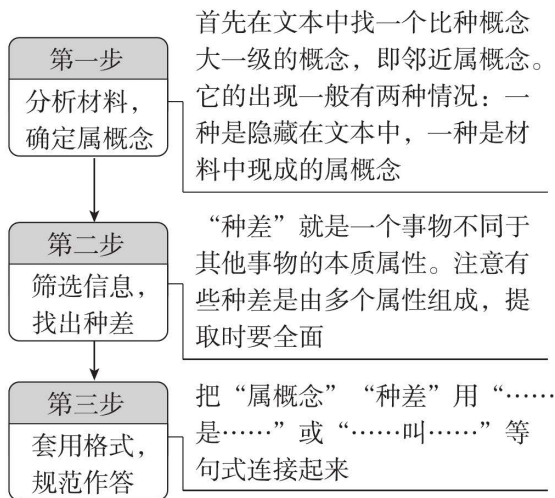 第一步
分析材料，
确定属概念
首先在文本中找一个比种概念
大一级的概念，即邻近属概念。
它的出现一般有两种情况：一
种是隐藏在文本中，一种是材
料中现成的属概念
第二步
筛选信息，
找出种差
“种差”就是一个事物不同于
其他事物的本质属性。注意有
些种差是由多个属性组成，提
取时要全面
第三步
套用格式，
规范作答
把“属概念”“种差”用“……
是……”或“……叫……”等
句式连接起来